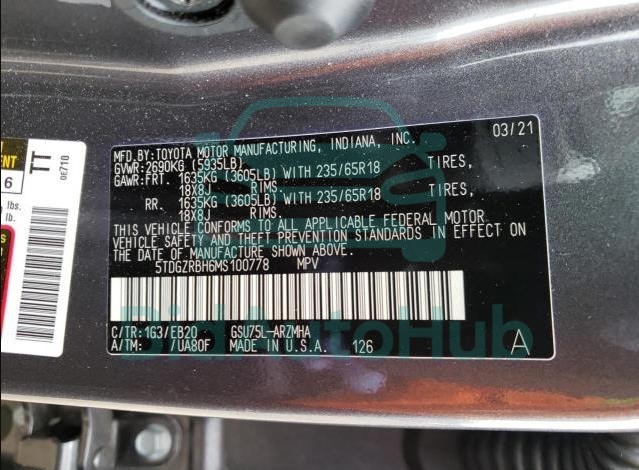 MFD.BY:TOYOTA MOTOR MANUFACTURING, INDIANA, INC. 03/21
GVWR:2690KG (5935LB)
GAWR:FRT. 1635KG (3605LB) WITH 235/65R18 TIRES,
18X8J RIMS.
RR. 1635KG (3605LB) WITH 235/65R18 TIRES,
18X8J RIMS.
THIS VEHICLE CONFORMS TO ALL APPLICABLE FEDERAL MOTOR
VEHICLE SAFETY AND THEFT PREVENTION STANDARDS IN EFFECT ON
THE DATE OF MANUFACTURE SHOWN ABOVE.
5TDGZRBH6MS100778 MPV
C/TR:1G3/EB20 GSU75L-ARZMHA
A/TM: /UA80F MADE IN U.S.A. 126 A
BidAutoHub
TT
0E710
6
lbs.
lb.